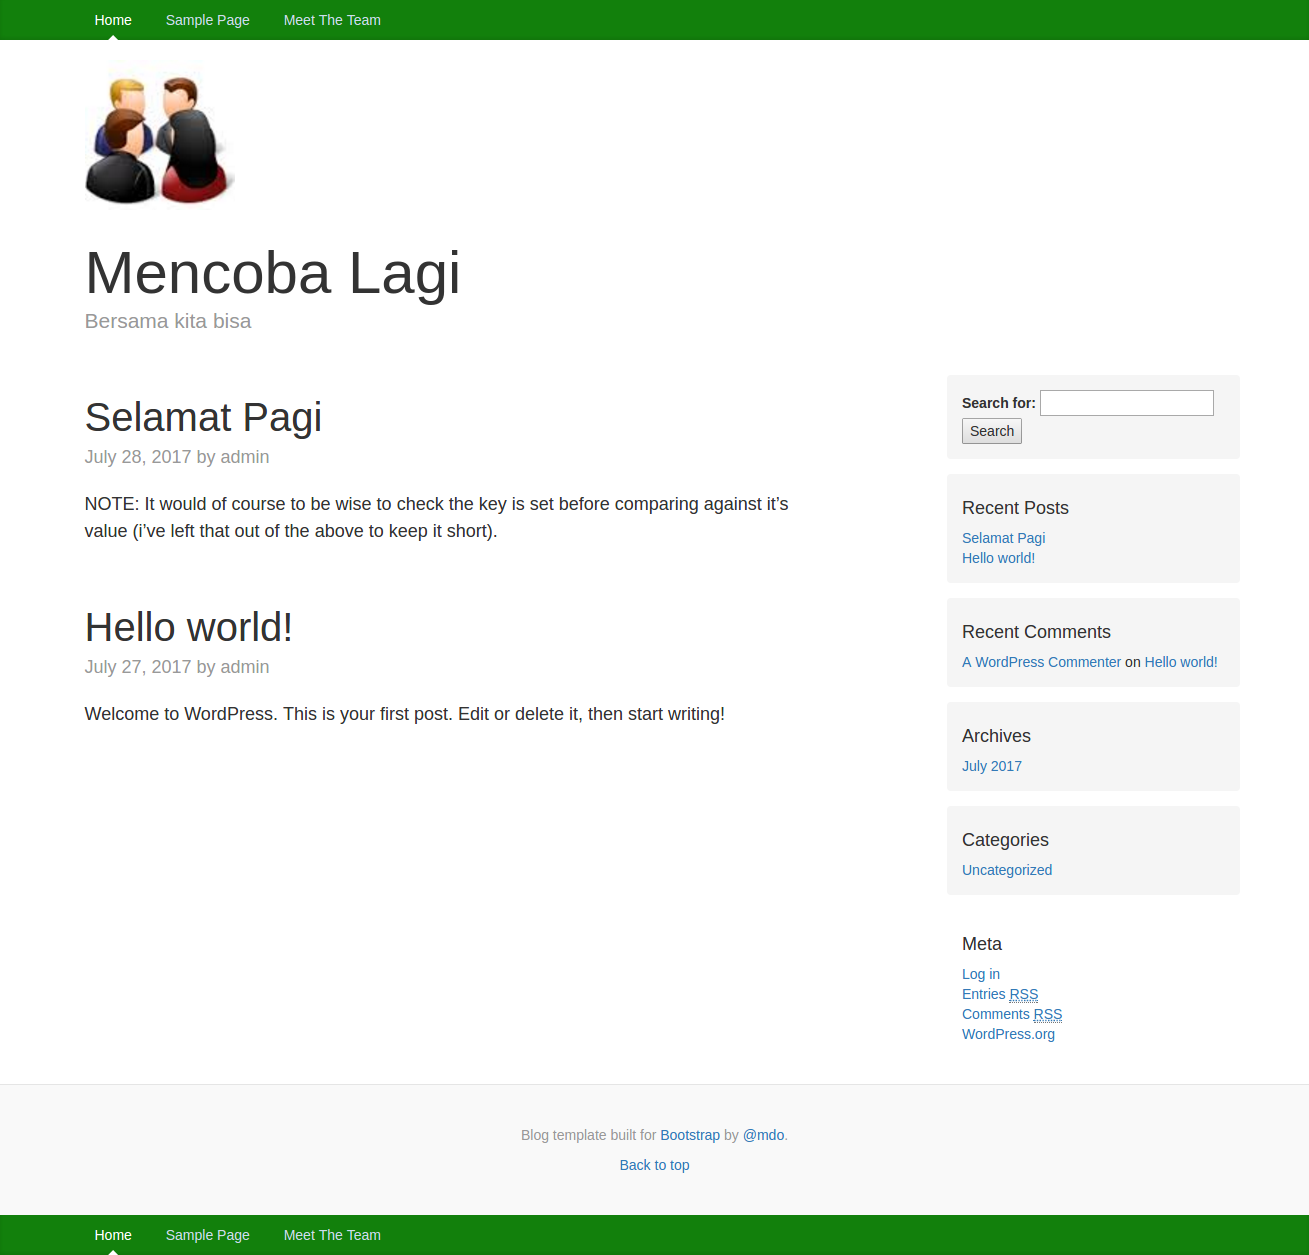 Home Sample Page Meet The Team
Mencoba Lagi
Bersama kita bisa
Selamat Pagi
July 28, 2017 by admin
NOTE: It would of course to be wise to check the key is set before comparing against it’s
value (i’ve left that out of the above to keep it short).
Hello world!
July 27, 2017 by admin
Welcome to WordPress. This is your first post. Edit or delete it, then start writing!
Search for:
Search
Recent Posts
Selamat Pagi
Hello world!
Recent Comments
A WordPress Commenter on Hello world!
Archives
July 2017
Categories
Uncategorized
Meta
Log in
Entries RSS
Comments RSS
WordPress.org
Blog template built for Bootstrap by @mdo.
Back to top
Home Sample Page Meet The Team